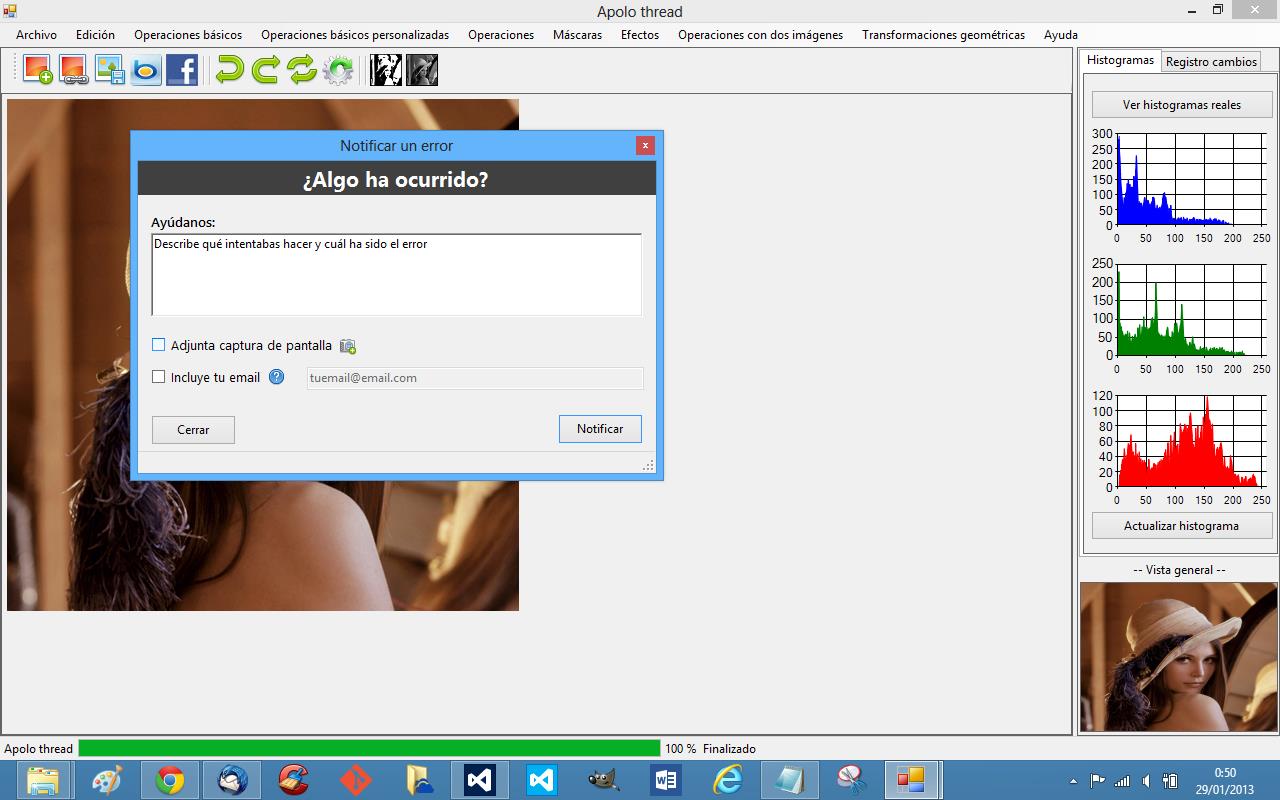 Apolo thread
Archivo Edición Operaciones básicos Operaciones básicos personalizadas Operaciones Máscaras Efectos Operaciones con dos imágenes Transformaciones geométricas Ayuda
Histogramas Registro cambios
Ver histogramas reales
300
250
200
150
100
50
0
0 50 100 150 200 250
250
200
150
100
50
0
0 50 100 150 200 250
120
100
80
60
40
20
0
0 50 100 150 200 250
Actualizar histograma
-- Vista general --
Notificar un error
¿Algo ha ocurrido?
Ayúdanos:
Describe qué intentabas hacer y cuál ha sido el error
Adjunta captura de pantalla
Incluye tu email ? tuemail@email.com
Cerrar Notificar
Apolo thread 100 % Finalizado
0:50
29/01/2013